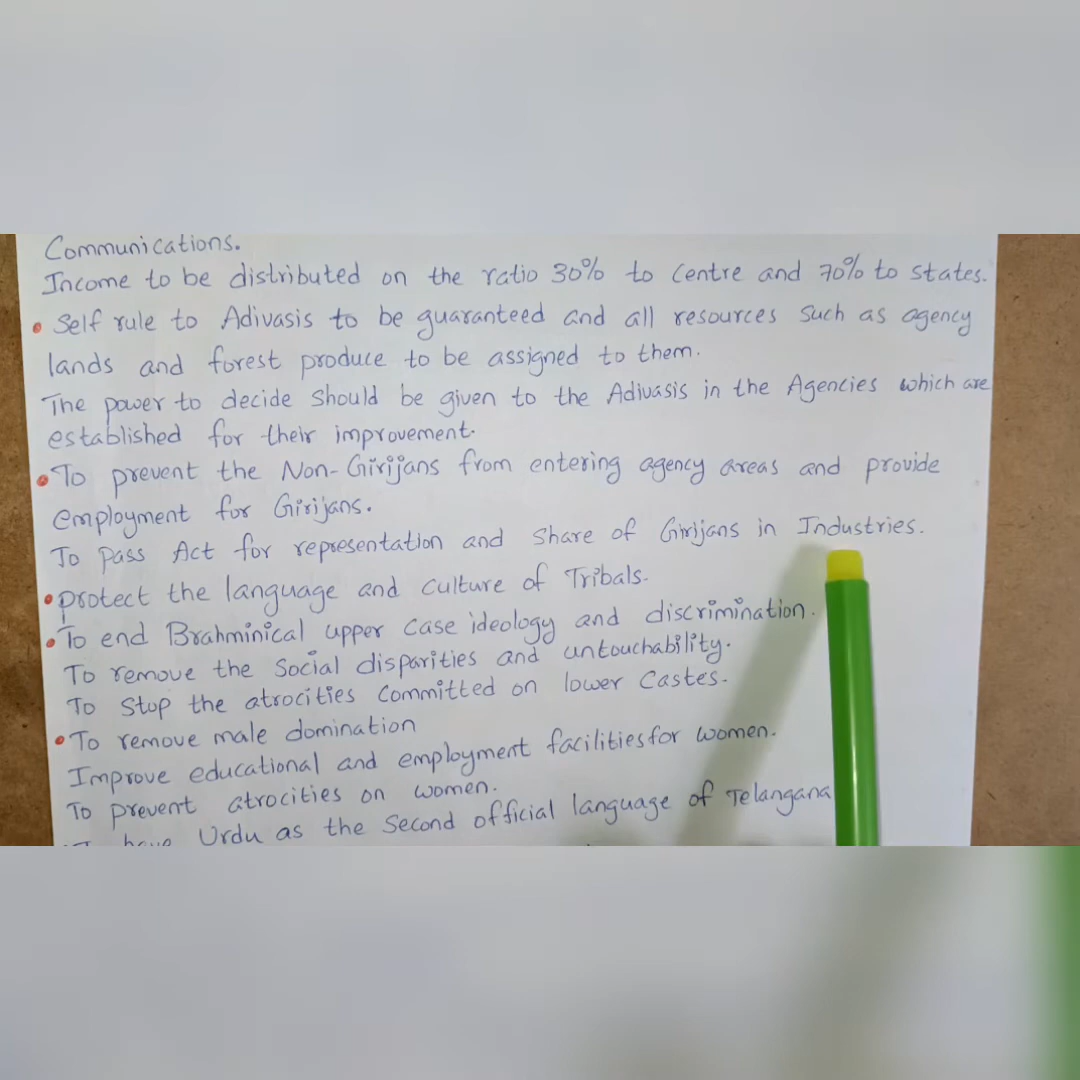 Communications.
Income to be distributed on the ratio 30% to Centre and 70% to states.
• Self rule to Adivasis to be guaranteed and all resources such as agency
lands and forest produce to be assigned to them.
The power to decide should be given to the Adivasis in the Agencies which are
established for their improvement.
• To prevent the Non-Girijans from entering agency areas and provide
employment for Girijans.
To pass Act for representation and share of Girijans in Industries.
• protect the language and culture of Tribals.
• To end Brahminical upper case ideology and discrimination.
To remove the social disparities and untouchability.
To stop the atrocities committed on lower castes.
• To remove male domination
Improve educational and employment facilities for women.
To prevent atrocities on women.
have Urdu as the second official language of Telangana